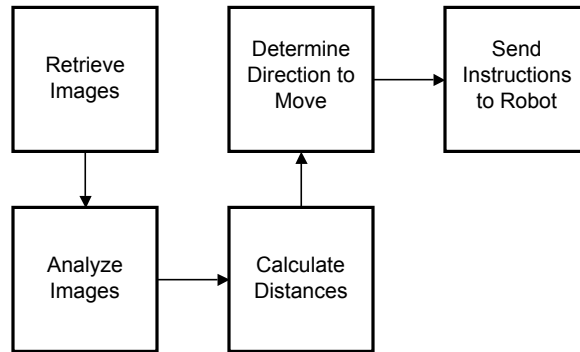 Retrieve
Images
Analyze
Images
Calculate
Distances
Determine
Direction to
Move
Send
Instructions
to Robot